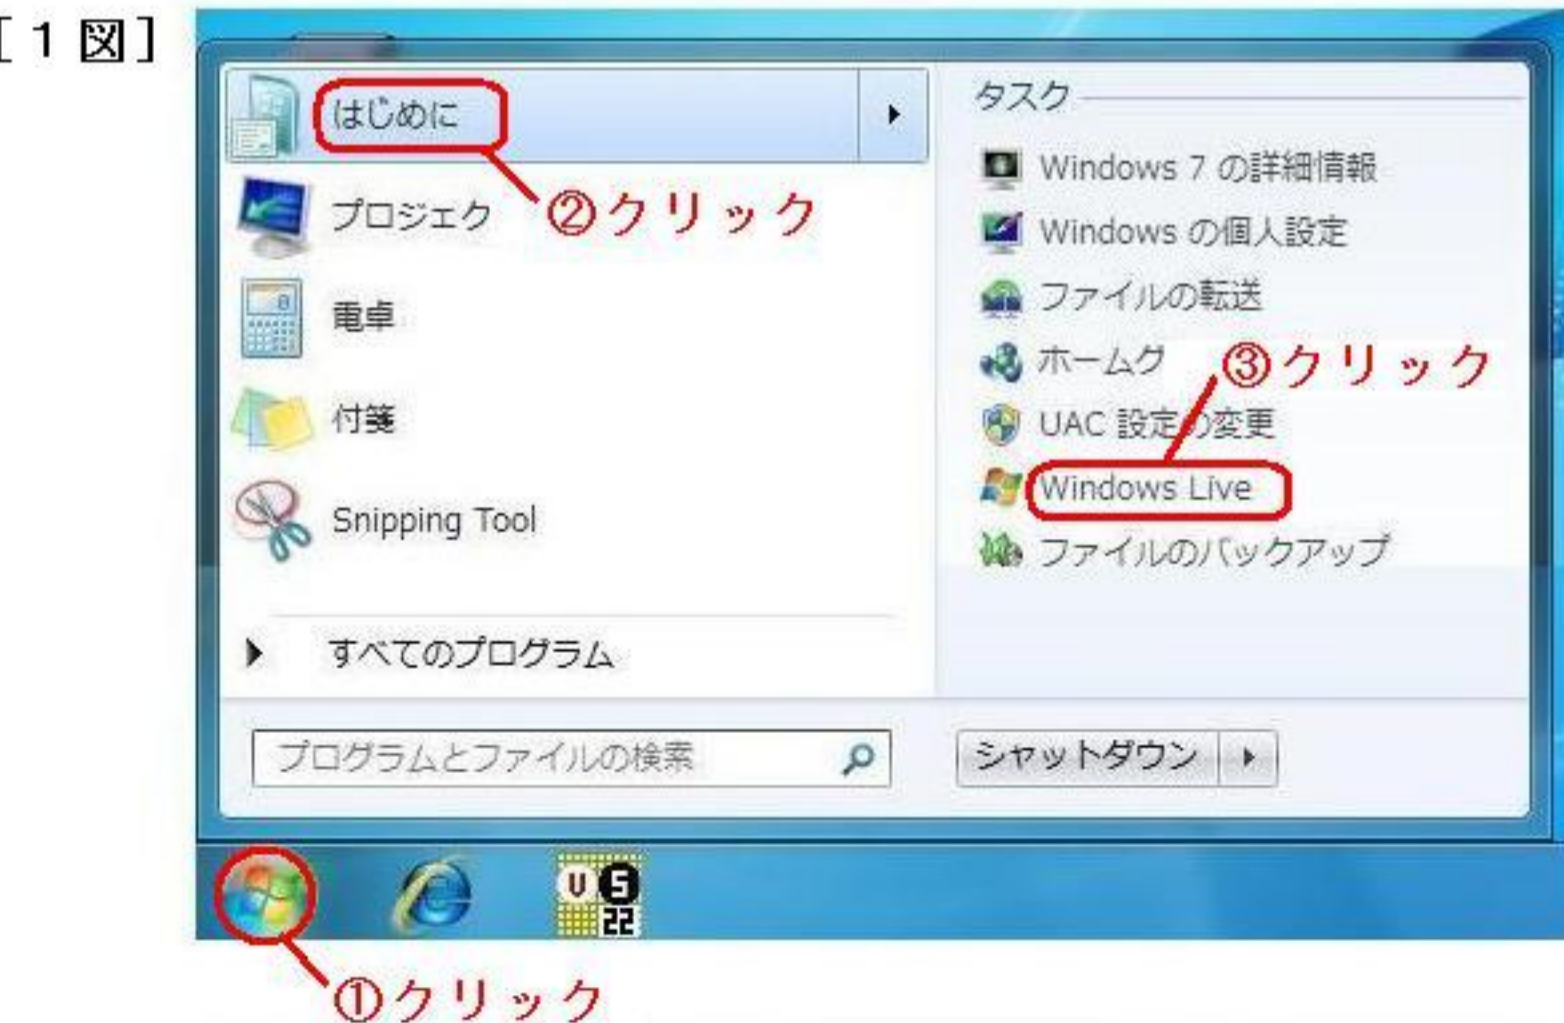 [１図]
はじめに
②クリック
プロジェク
電卓
付箋
Snipping Tool
すべてのプログラム
プログラムとファイルの検索
タスク
Windows 7 の詳細情報
Windows の個人設定
ファイルの転送
ホームグ
③クリック
UAC 設定の変更
Windows Live
ファイルのバックアップ
シャットダウン
V S
22
①クリック